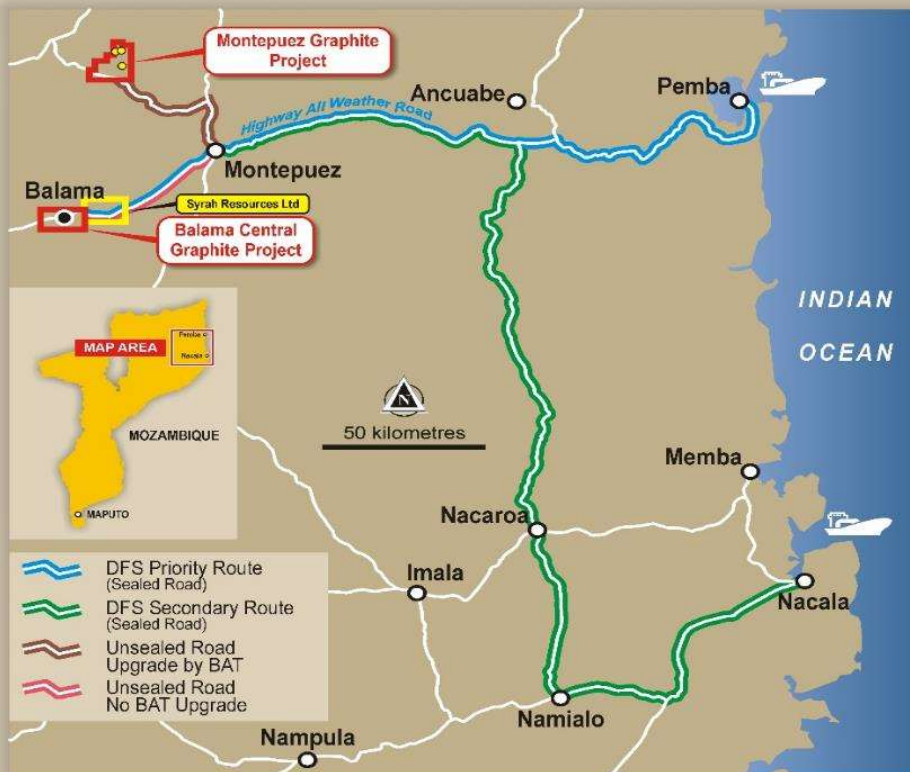 Montepuez Graphite
Project
Ancuabe
Pemba
Highway All Weather Road
Montepuez
Balama
Syrah Resources Ltd
Balama Central
Graphite Project
INDIAN
OCEAN
Pemba
Nacala
MAP AREA
MOZAMBIQUE
MAPUTO
N
50 kilometres
Memba
Nacaroa
Imala
Nacala
Namialo
Nampula
DFS Priority Route
(Sealed Road)
DFS Secondary Route
(Sealed Road)
Unsealed Road
Upgrade by BAT
Unsealed Road
No BAT Upgrade